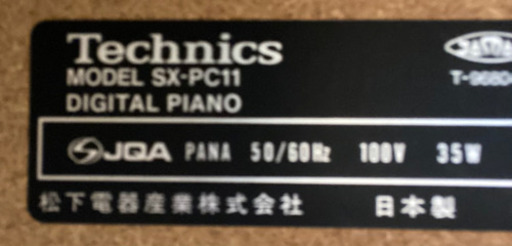 Technics
MODEL SX-PC11
DIGITAL PIANO
JQA PANA 50/60Hz 100V 35W
松下電器産業株式会社 日本製